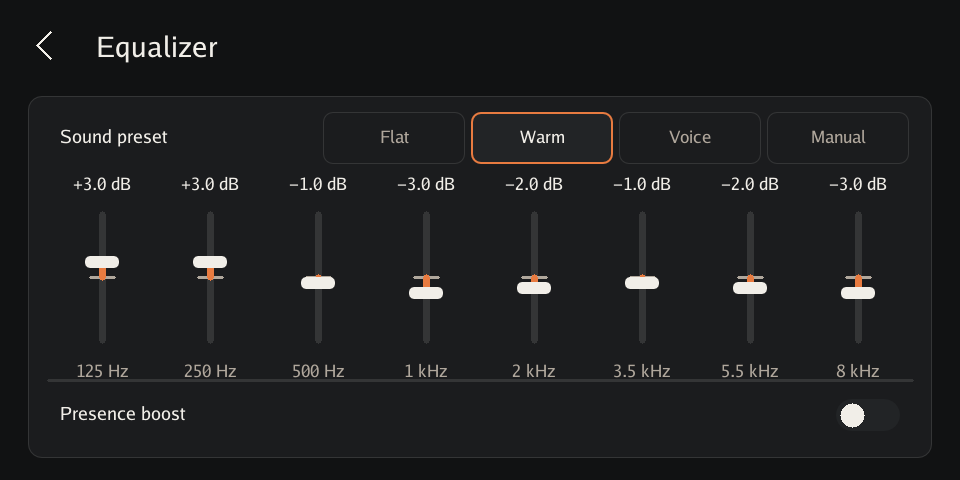 Equalizer
Sound preset Flat Warm Voice Manual
+3.0 dB +3.0 dB −1.0 dB −3.0 dB −2.0 dB −1.0 dB −2.0 dB −3.0 dB
125 Hz 250 Hz 500 Hz 1 kHz 2 kHz 3.5 kHz 5.5 kHz 8 kHz
Presence boost